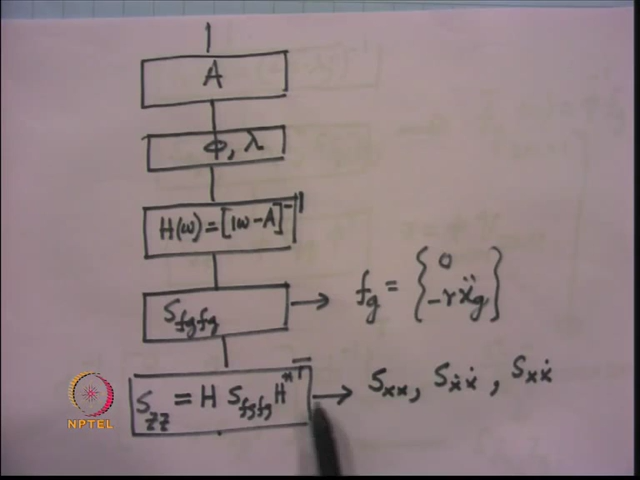 A
Φ, λ
H(ω) = [Iω - A]⁻¹
S_fgfg → f_g = { 0
-rẍ_g }
S_zz = H S_fgfg H*ᵀ → S_xx, S_ẋẋ, S_xẋ
NPTEL